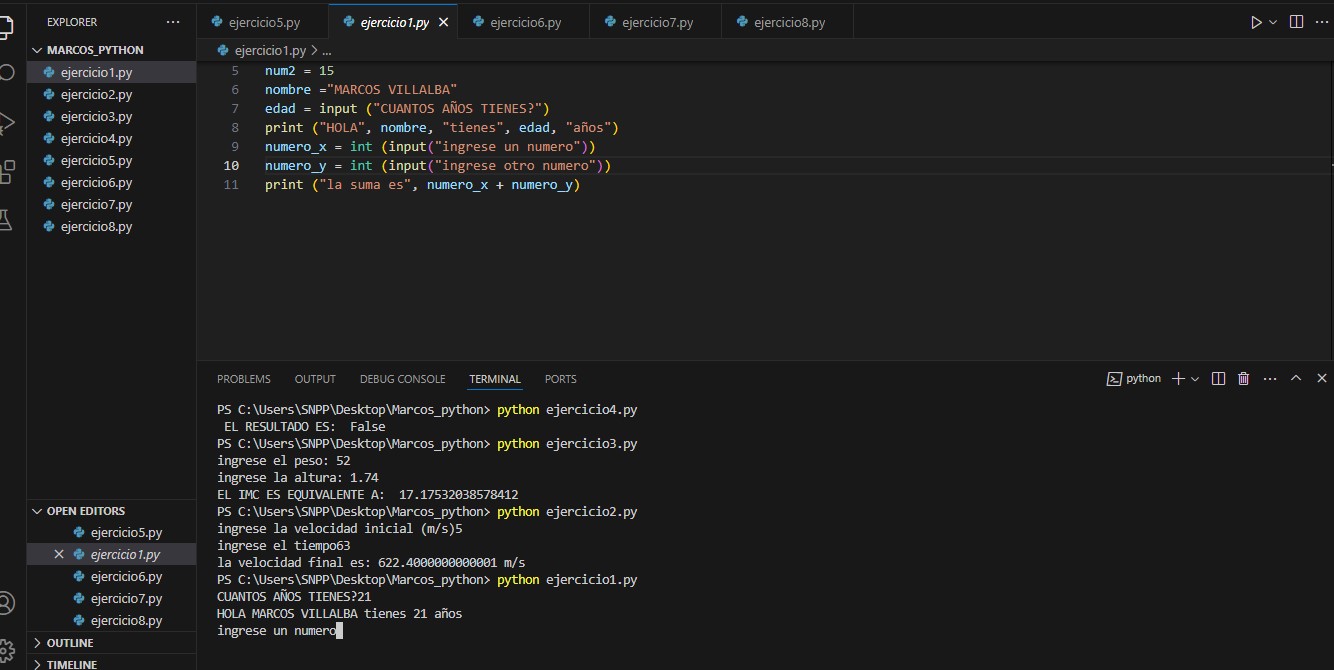 EXPLORER ...
MARCOS_PYTHON
ejercicio1.py
ejercicio2.py
ejercicio3.py
ejercicio4.py
ejercicio5.py
ejercicio6.py
ejercicio7.py
ejercicio8.py
OPEN EDITORS
ejercicio5.py
ejercicio1.py
ejercicio6.py
ejercicio7.py
ejercicio8.py
OUTLINE
TIMELINE
ejercicio5.py ejercicio1.py ejercicio6.py ejercicio7.py ejercicio8.py
ejercicio1.py > ...
5 num2 = 15
6 nombre ="MARCOS VILLALBA"
7 edad = input ("CUANTOS AÑOS TIENES?")
8 print ("HOLA", nombre, "tienes", edad, "años")
9 numero_x = int (input("ingrese un numero"))
10 numero_y = int (input("ingrese otro numero"))
11 print ("la suma es", numero_x + numero_y)
PROBLEMS OUTPUT DEBUG CONSOLE TERMINAL PORTS python
PS C:\Users\SNPP\Desktop\Marcos_python> python ejercicio4.py
EL RESULTADO ES:  False
PS C:\Users\SNPP\Desktop\Marcos_python> python ejercicio3.py
ingrese el peso: 52
ingrese la altura: 1.74
EL IMC ES EQUIVALENTE A:  17.17532038578412
PS C:\Users\SNPP\Desktop\Marcos_python> python ejercicio2.py
ingrese la velocidad inicial (m/s)5
ingrese el tiempo63
la velocidad final es: 622.4000000000001 m/s
PS C:\Users\SNPP\Desktop\Marcos_python> python ejercicio1.py
CUANTOS AÑOS TIENES?21
HOLA MARCOS VILLALBA tienes 21 años
ingrese un numero